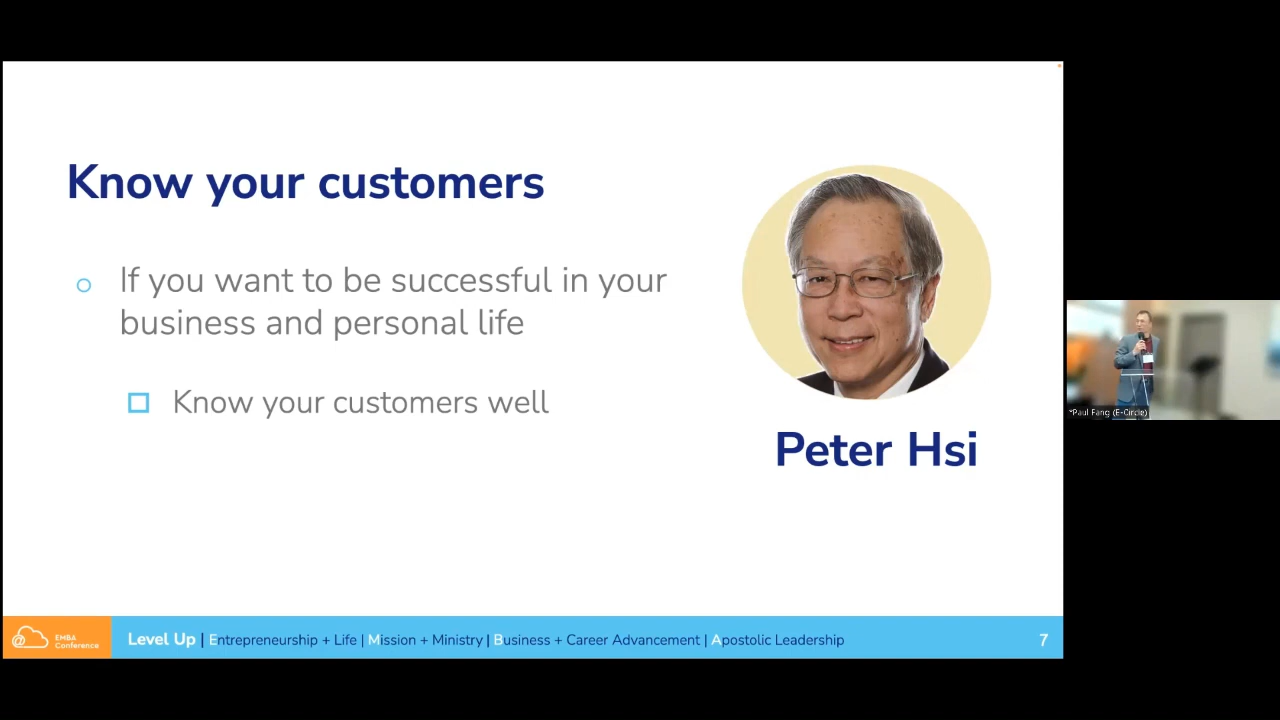 Know your customers
If you want to be successful in your
business and personal life
Know your customers well
Peter Hsi
*Paul Fang (E-Circle)
@ EMBA
Conference
Level Up | Entrepreneurship + Life | Mission + Ministry | Business + Career Advancement | Apostolic Leadership
7